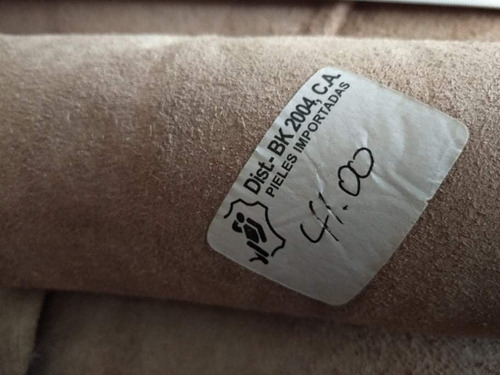 Dist- BK 2004, C.A.
PIELES IMPORTADAS
41.00